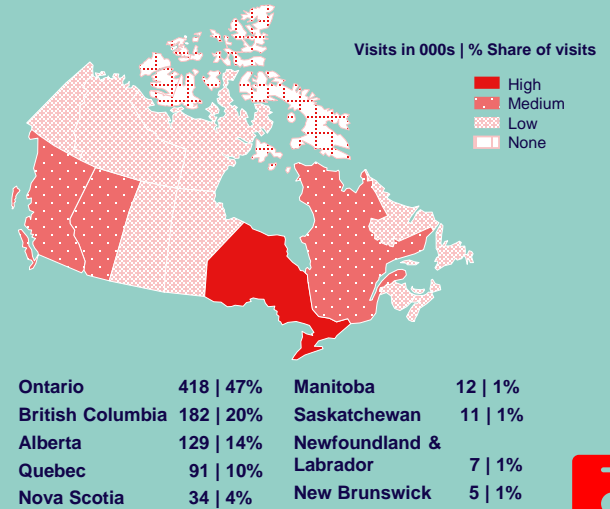 Visits in 000s | % Share of visits
High
Medium
Low
None
Ontario 418 | 47%
British Columbia 182 | 20%
Alberta 129 | 14%
Quebec 91 | 10%
Nova Scotia 34 | 4%
Manitoba 12 | 1%
Saskatchewan 11 | 1%
Newfoundland &
Labrador 7 | 1%
New Brunswick 5 | 1%